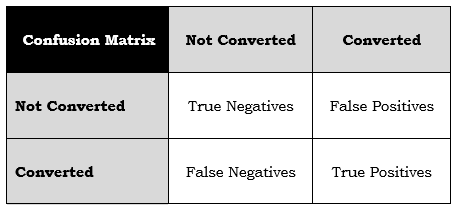 Confusion Matrix Not Converted Converted
Not Converted True Negatives False Positives
Converted False Negatives True Positives